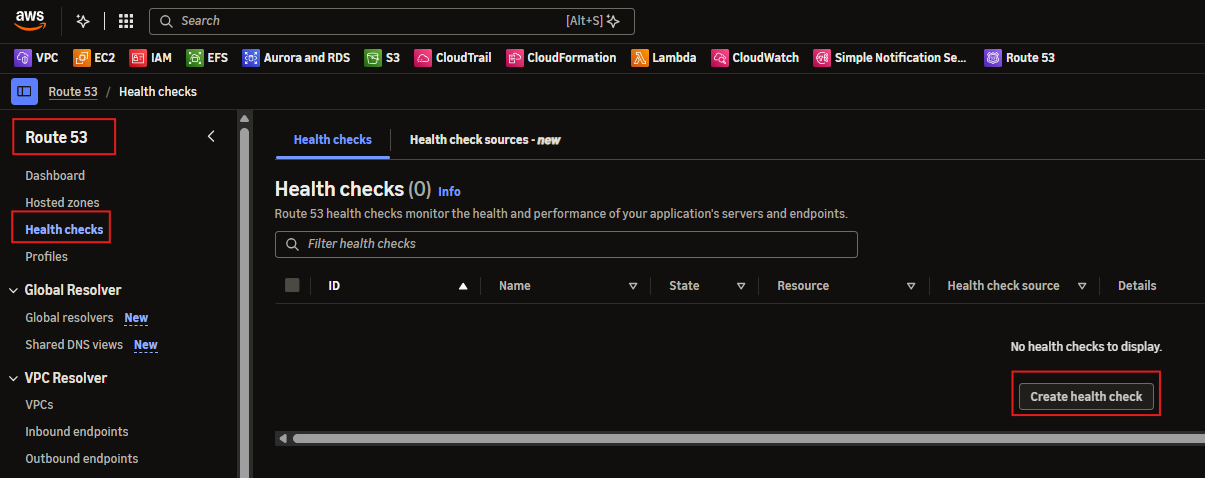 aws
Search [Alt+S]
VPC EC2 IAM EFS Aurora and RDS S3 CloudTrail CloudFormation Lambda CloudWatch Simple Notification Se... Route 53
Route 53 / Health checks
Route 53
Dashboard
Hosted zones
Health checks
Profiles
Global Resolver
Global resolvers New
Shared DNS views New
VPC Resolver
VPCs
Inbound endpoints
Outbound endpoints
Health checks Health check sources - new
Health checks (0) Info
Route 53 health checks monitor the health and performance of your application's servers and endpoints.
Filter health checks
ID Name State Resource Health check source Details
No health checks to display.
Create health check